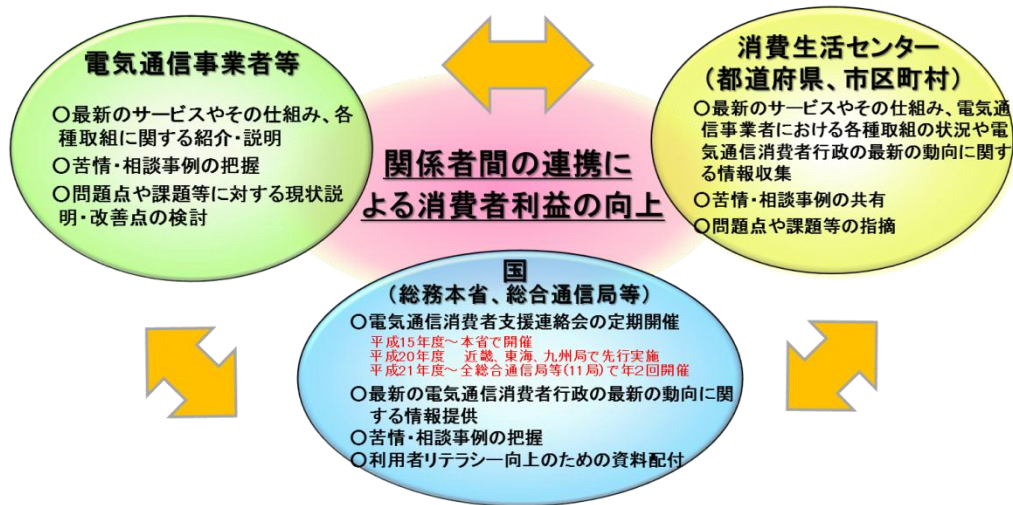 電気通信事業者等
○最新のサービスやその仕組み、各
種取組に関する紹介・説明
○苦情・相談事例の把握
○問題点や課題等に対する現状説
明・改善点の検討
消費生活センター
（都道府県、市区町村）
○最新のサービスやその仕組み、電気通
信事業者における各種取組の状況や電
気通信消費者行政の最新の動向に関す
る情報収集
○苦情・相談事例の共有
○問題点や課題等の指摘
関係者間の連携に
よる消費者利益の向上
国
（総務本省、総合通信局等）
○電気通信消費者支援連絡会の定期開催
平成15年度～本省で開催
平成20年度　近畿、東海、九州局で先行実施
平成21年度～全総合通信局等(11局)で年2回開催
○最新の電気通信消費者行政の最新の動向に関
する情報提供
○苦情・相談事例の把握
○利用者リテラシー向上のための資料配付